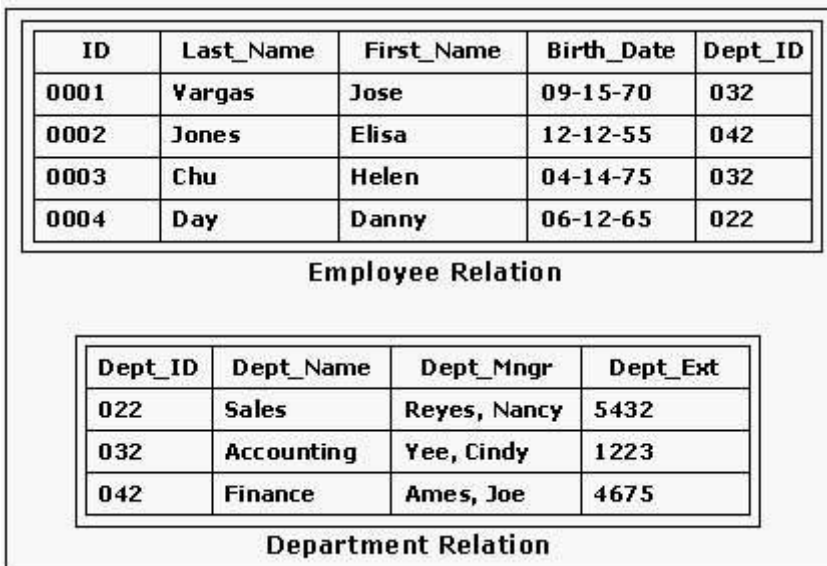 ID Last_Name First_Name Birth_Date Dept_ID
0001 Vargas Jose 09-15-70 032
0002 Jones Elisa 12-12-55 042
0003 Chu Helen 04-14-75 032
0004 Day Danny 06-12-65 022
Employee Relation
Dept_ID Dept_Name Dept_Mngr Dept_Ext
022 Sales Reyes, Nancy 5432
032 Accounting Yee, Cindy 1223
042 Finance Ames, Joe 4675
Department Relation